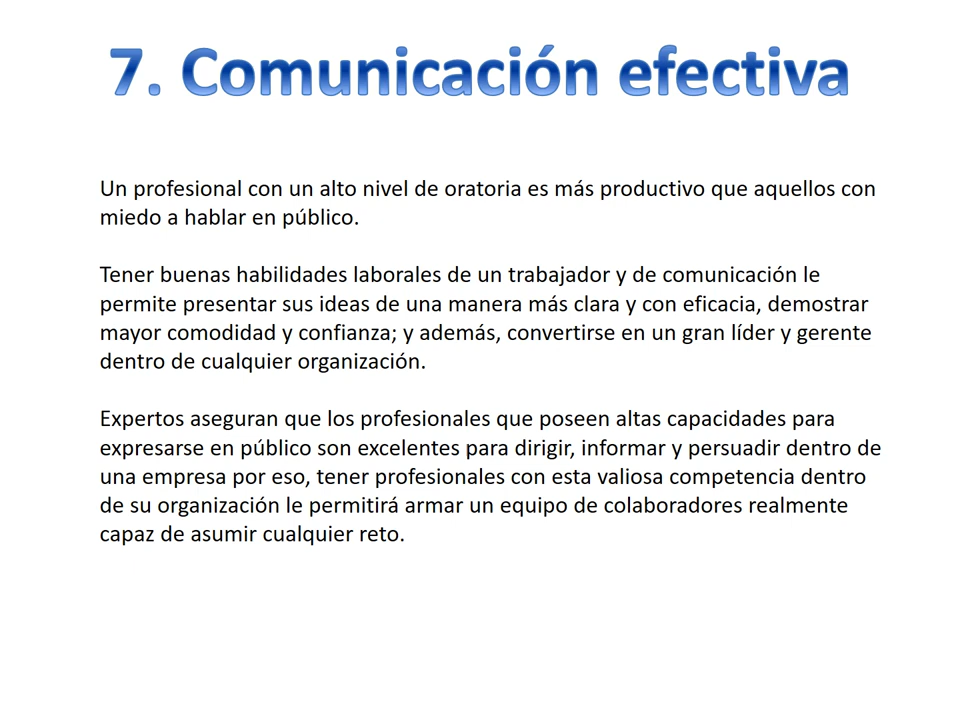 7. Comunicación efectiva
Un profesional con un alto nivel de oratoria es más productivo que aquellos con
miedo a hablar en público.
Tener buenas habilidades laborales de un trabajador y de comunicación le
permite presentar sus ideas de una manera más clara y con eficacia, demostrar
mayor comodidad y confianza; y además, convertirse en un gran líder y gerente
dentro de cualquier organización.
Expertos aseguran que los profesionales que poseen altas capacidades para
expresarse en público son excelentes para dirigir, informar y persuadir dentro de
una empresa por eso, tener profesionales con esta valiosa competencia dentro
de su organización le permitirá armar un equipo de colaboradores realmente
capaz de asumir cualquier reto.